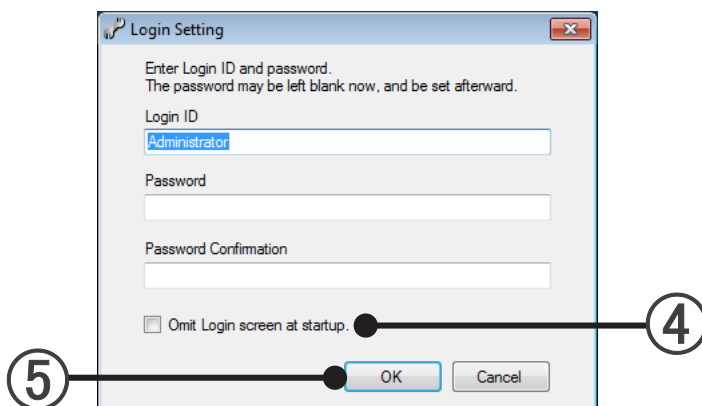 Login Setting
Enter Login ID and password.
The password may be left blank now, and be set afterward.
Login ID
Administrator
Password
Password Confirmation
Omit Login screen at startup.
④
⑤
OK
Cancel